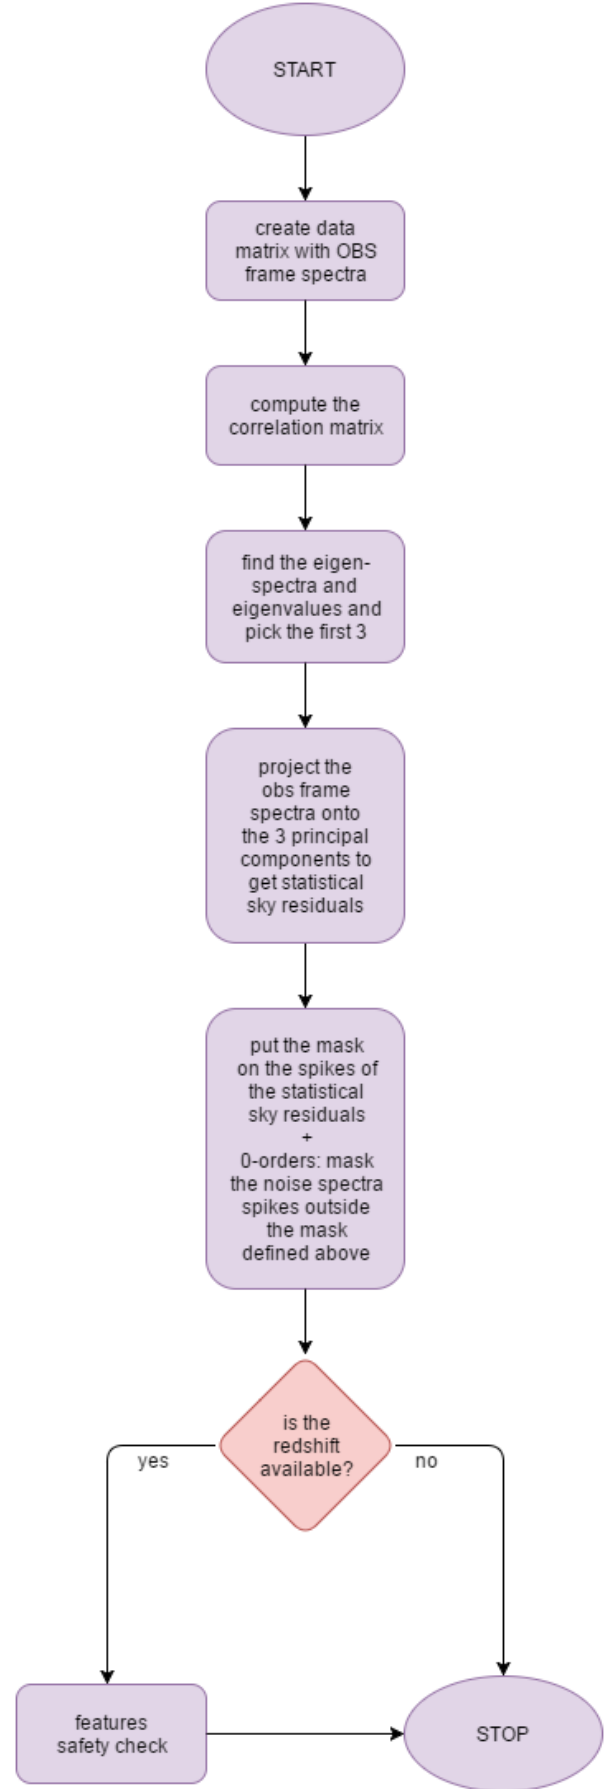 START
create data
matrix with OBS
frame spectra
compute the
correlation matrix
find the eigen-
spectra and
eigenvalues and
pick the first 3
project the
obs frame
spectra onto
the 3 principal
components to
get statistical
sky residuals
put the mask
on the spikes of
the statistical
sky residuals
+
0-orders: mask
the noise spectra
spikes outside
the mask
defined above
is the
redshift
available?
yes
no
features
safety check
STOP